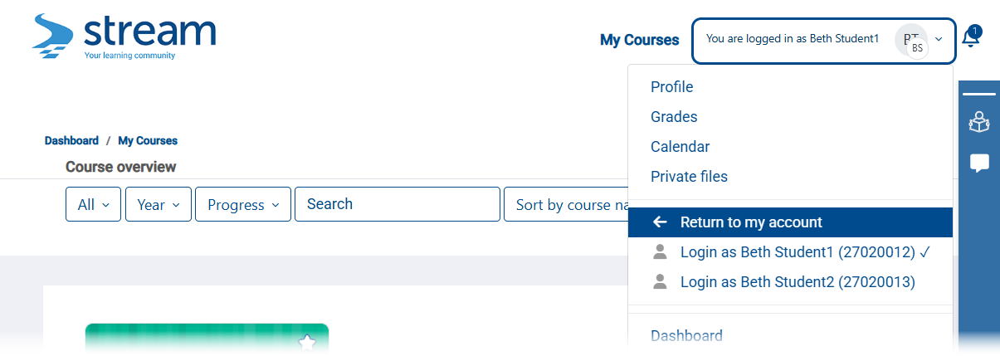 stream
Your learning community
My Courses
You are logged in as Beth Student1
BS
1
Profile
Grades
Calendar
Private files
Dashboard / My Courses
Course overview
All
Year
Progress
Search
Sort by course na
Return to my account
Login as Beth Student1 (27020012) ✓
Login as Beth Student2 (27020013)
Dashboard